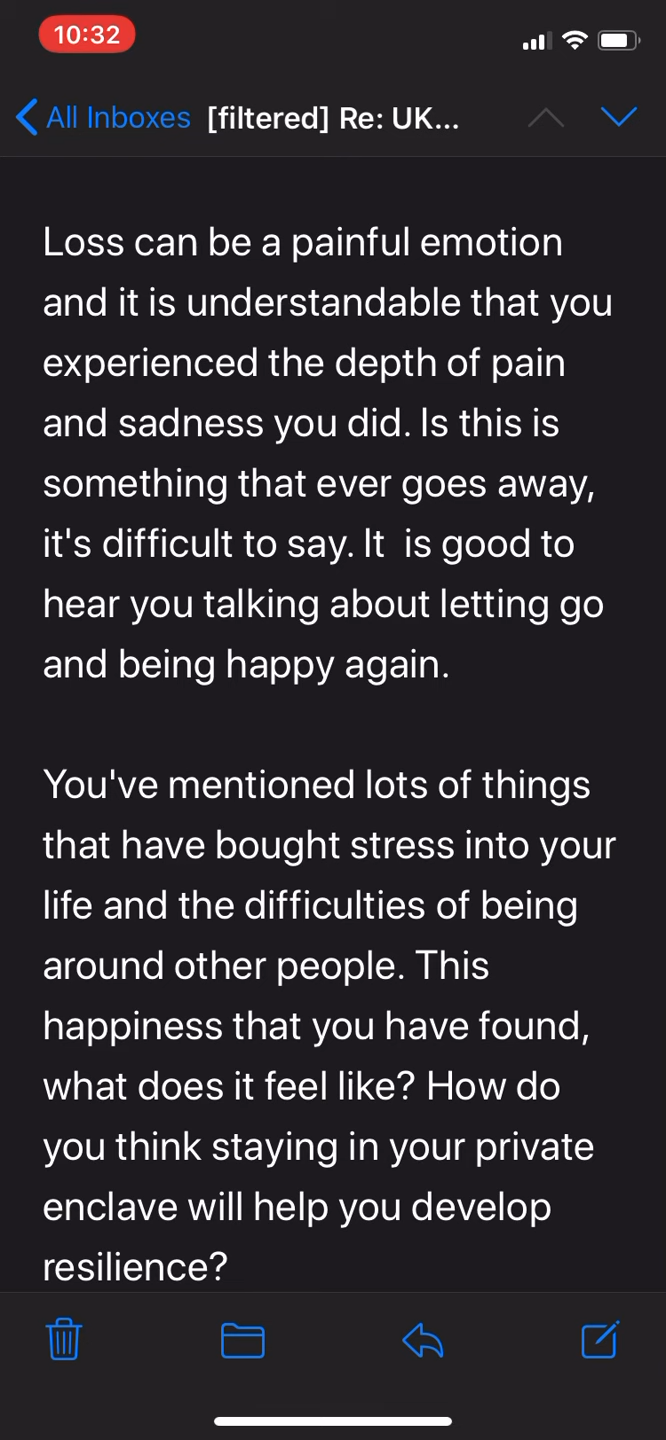 10:32
All Inboxes [filtered] Re: UK...
Loss can be a painful emotion
and it is understandable that you
experienced the depth of pain
and sadness you did. Is this is
something that ever goes away,
it's difficult to say. It  is good to
hear you talking about letting go
and being happy again.
You've mentioned lots of things
that have bought stress into your
life and the difficulties of being
around other people. This
happiness that you have found,
what does it feel like? How do
you think staying in your private
enclave will help you develop
resilience?